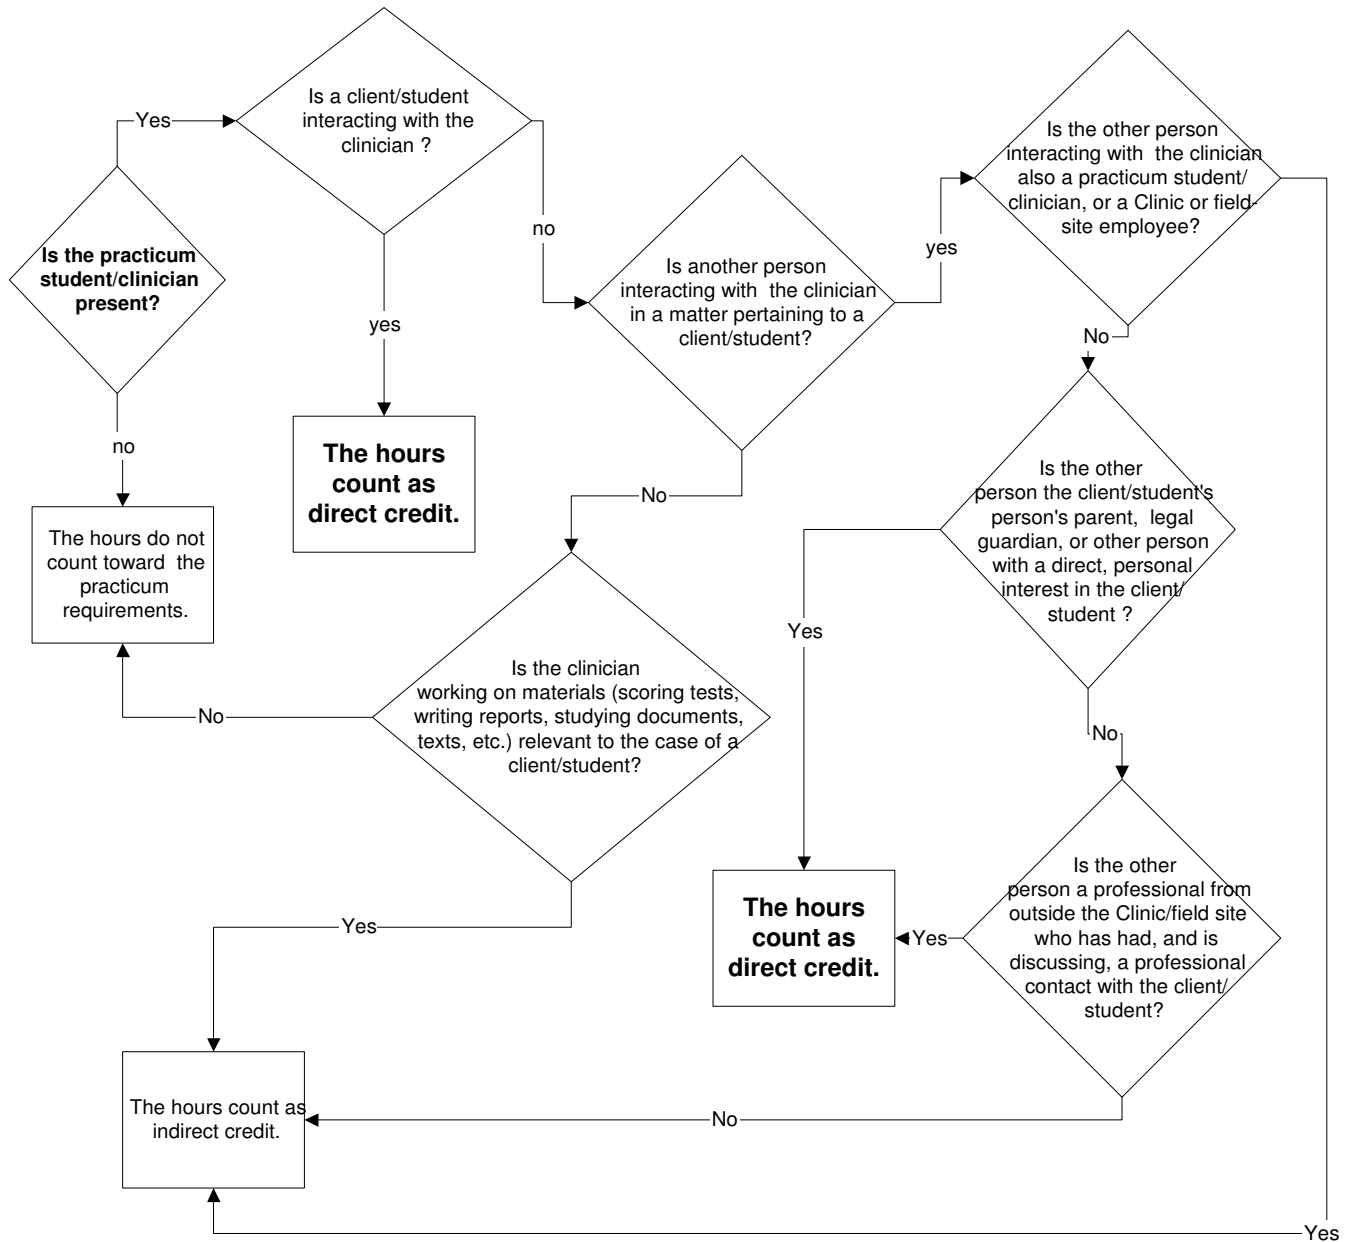 Is the practicum
student/clinician
present?
Yes
no
Is a client/student
interacting with the
clinician ?
yes
no
The hours
count as
direct credit.
The hours do not
count toward  the
practicum
requirements.
Is another person
interacting with  the clinician
in a matter pertaining to a
client/student?
yes
No
Is the other person
interacting with  the clinician
also a practicum student/
clinician, or a Clinic or field-
site employee?
No
Yes
Is the other
person the client/student's
person's parent,  legal
guardian, or other person
with a direct, personal
interest in the client/
student ?
Yes
No
Is the clinician
working on materials (scoring tests,
writing reports, studying documents,
texts, etc.) relevant to the case of a
client/student?
No
Yes
Is the other
person a professional from
outside the Clinic/field site
who has had, and is
discussing, a professional
contact with the client/
student?
Yes
No
The hours
count as
direct credit.
The hours count as
indirect credit.